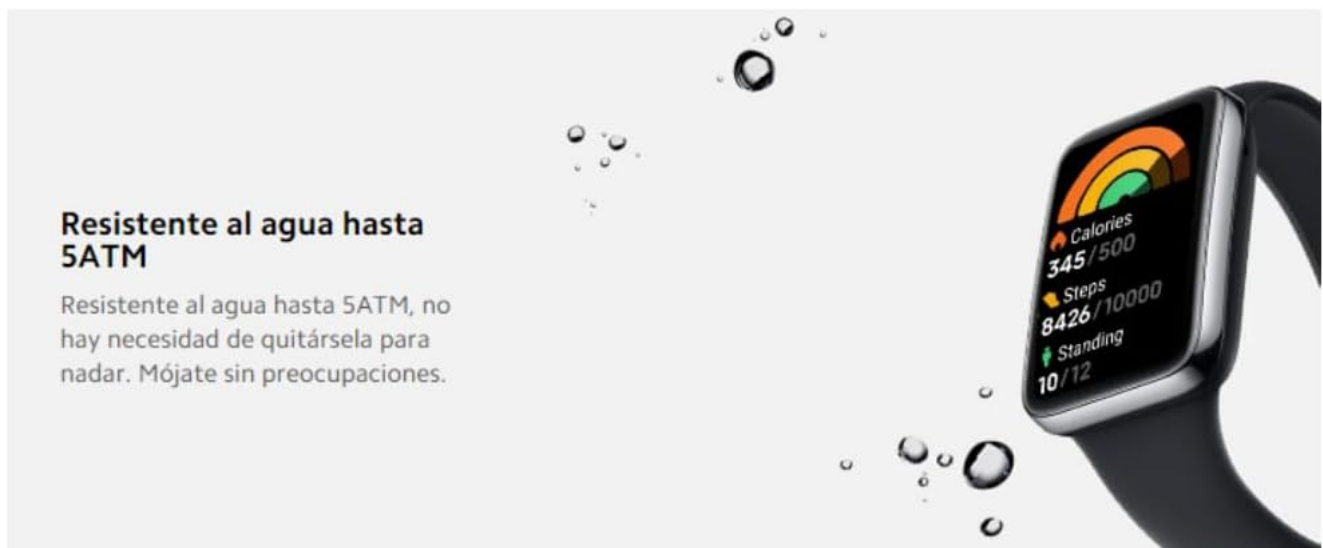 Resistente al agua hasta
5ATM
Resistente al agua hasta 5ATM, no
hay necesidad de quitársela para
nadar. Mójate sin preocupaciones.
Calories
345/500
Steps
8426/10000
Standing
10/12